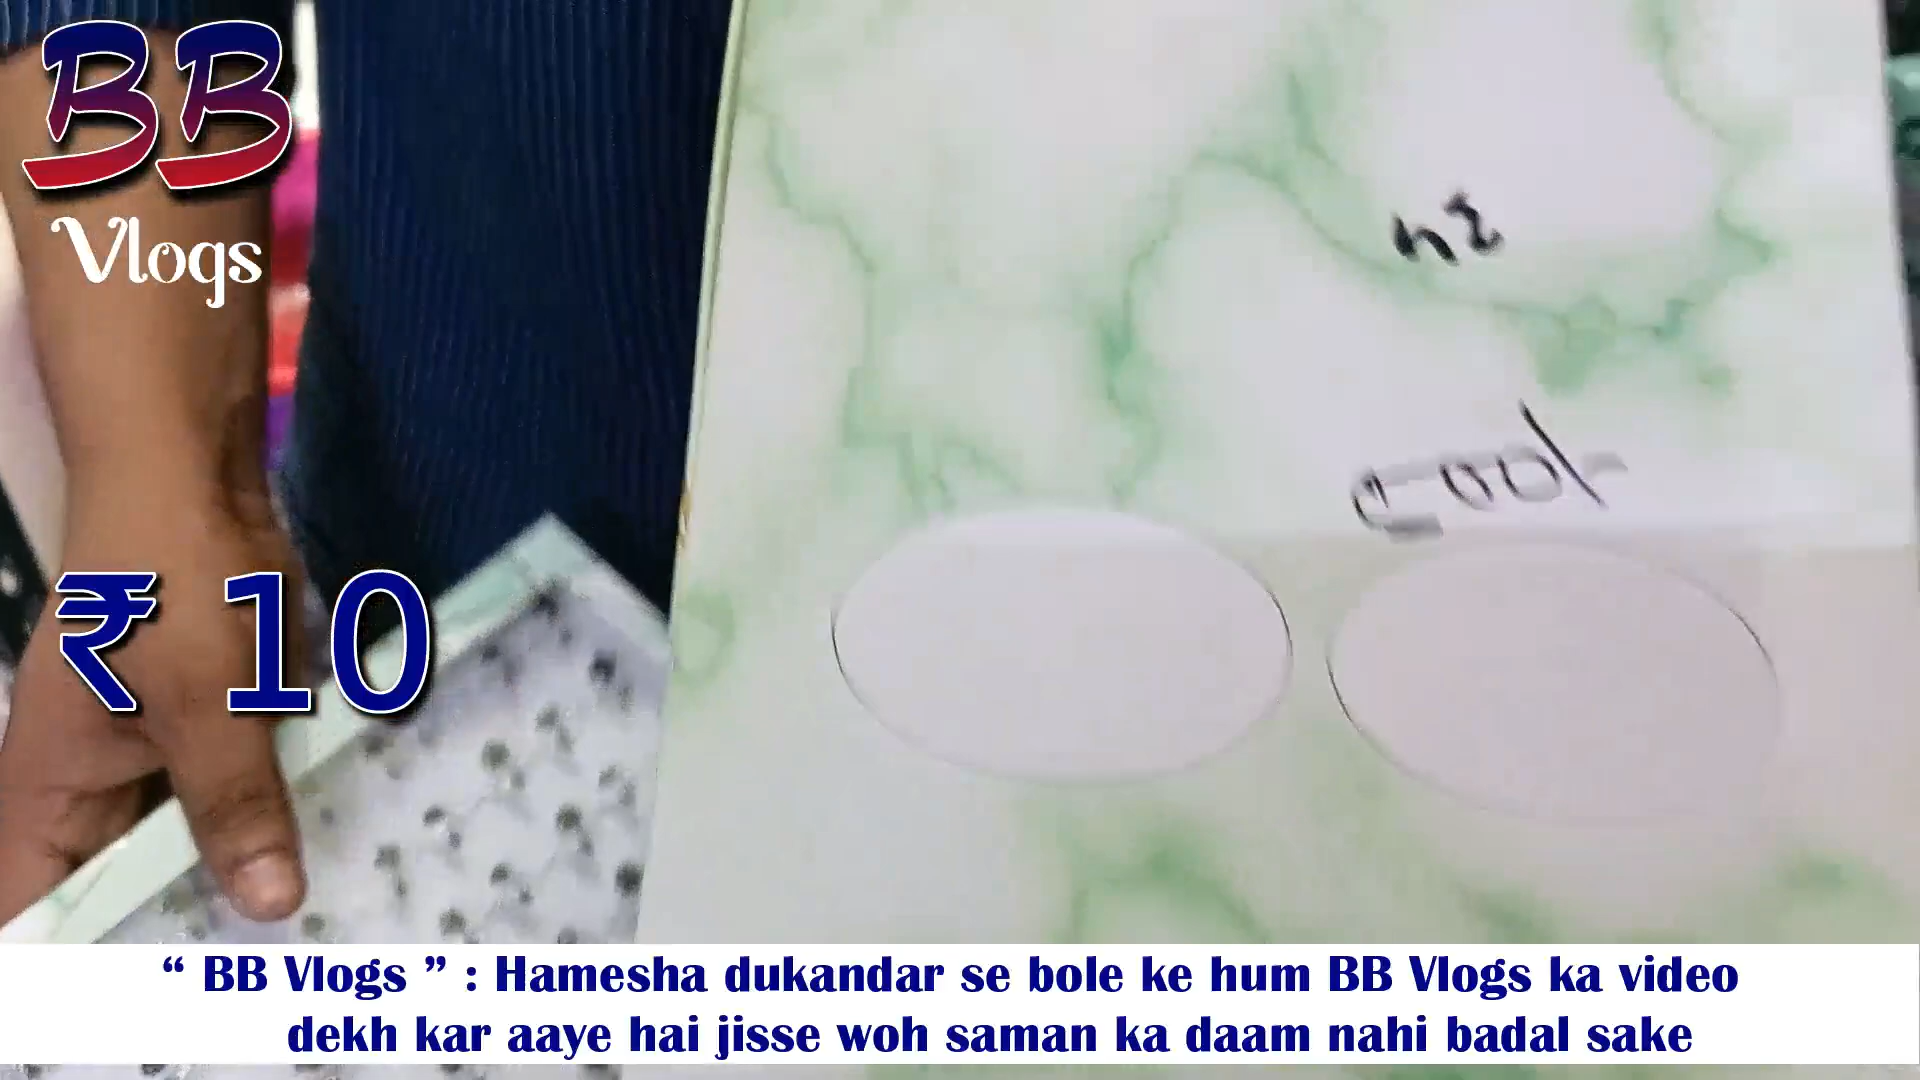 BB
Vlogs
₹ 10
“ BB Vlogs ” : Hamesha dukandar se bole ke hum BB Vlogs ka video
dekh kar aaye hai jisse woh saman ka daam nahi badal sake